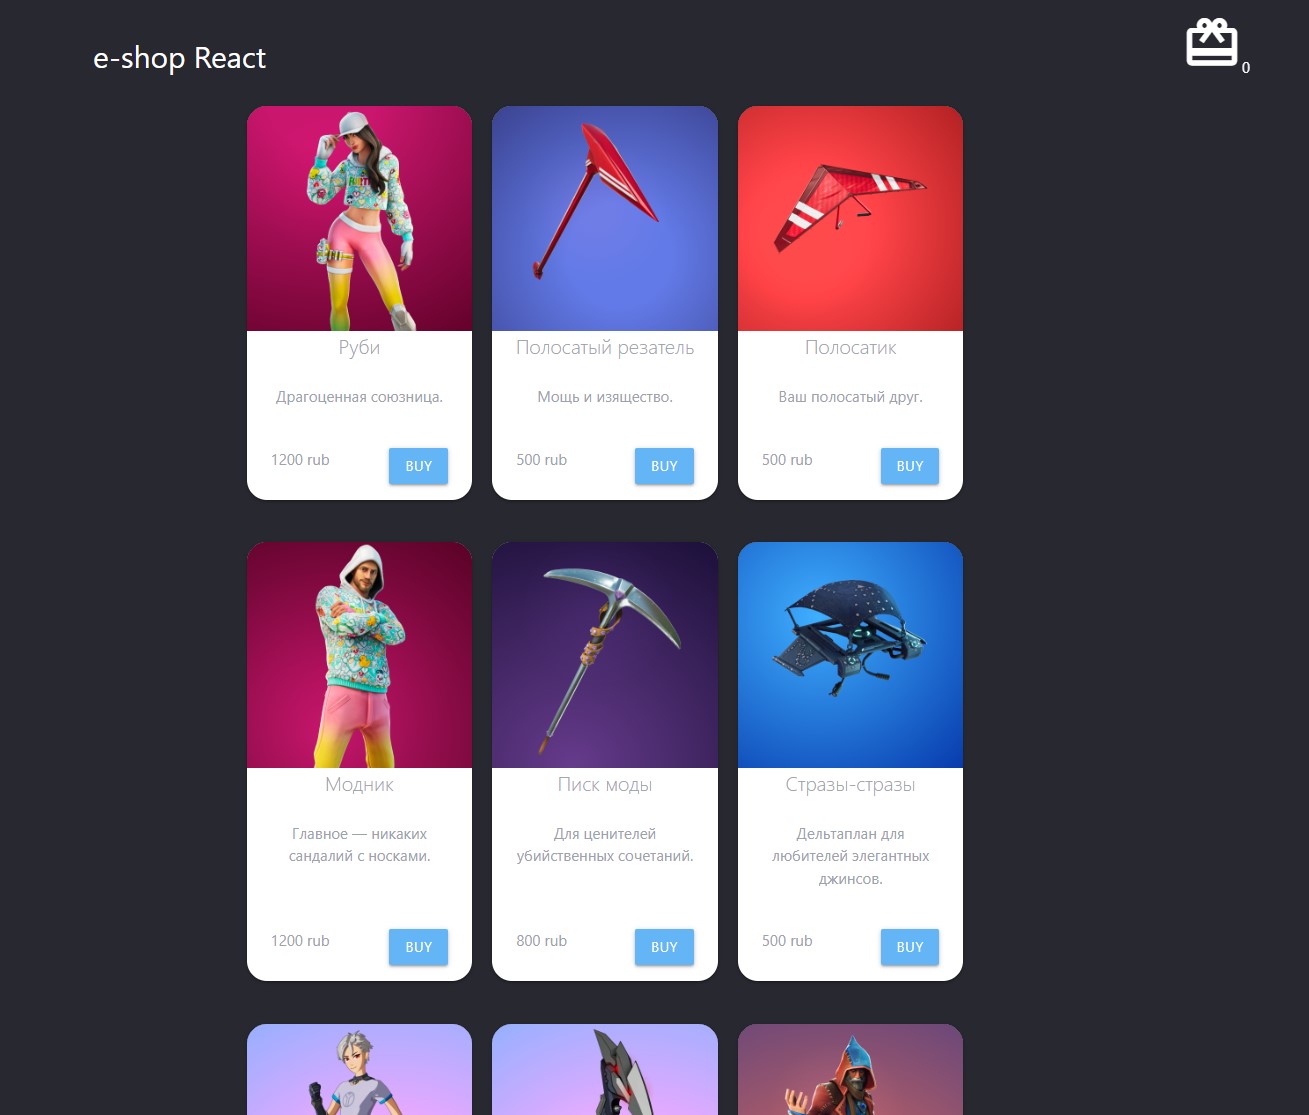 e-shop React
0
Руби
Драгоценная союзница.
1200 rub
BUY
Полосатый резатель
Мощь и изящество.
500 rub
BUY
Полосатик
Ваш полосатый друг.
500 rub
BUY
Модник
Главное — никаких
сандалий с носками.
1200 rub
BUY
Писк моды
Для ценителей
убийственных сочетаний.
800 rub
BUY
Стразы-стразы
Дельтаплан для
любителей элегантных
джинсов.
500 rub
BUY